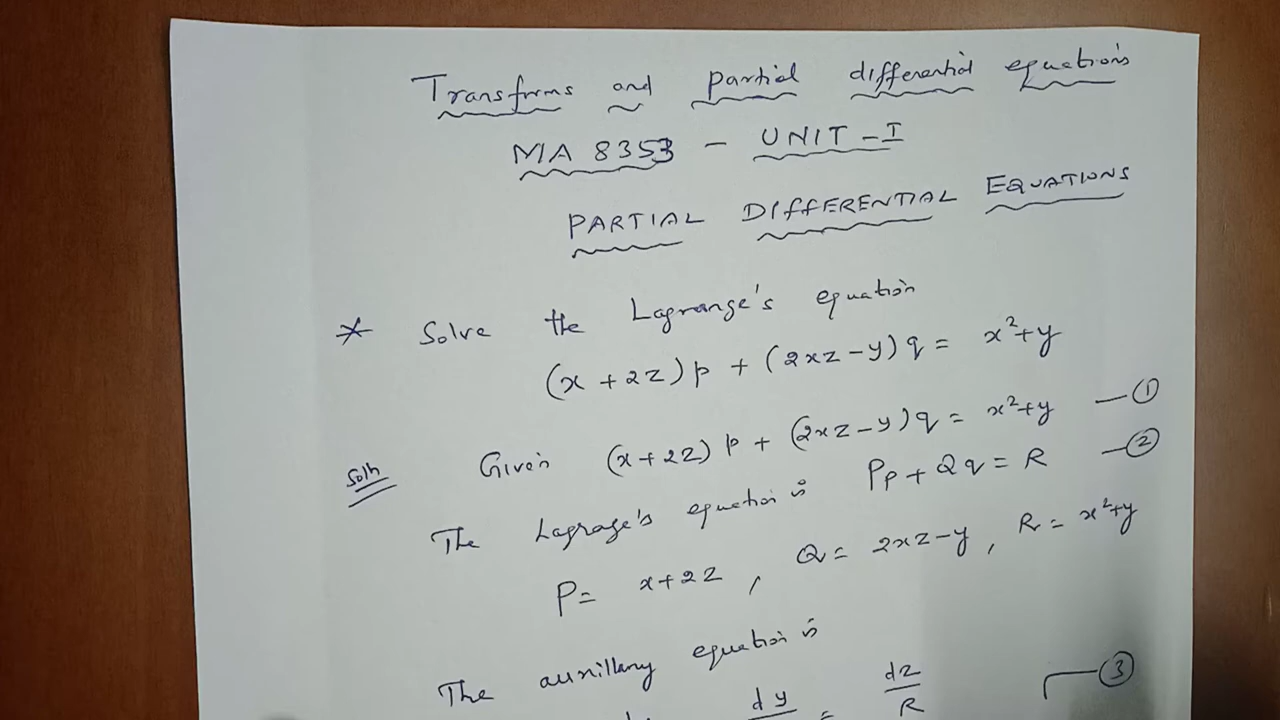 Transforms and partial differential equations
MA 8353 - UNIT-I
PARTIAL DIFFERENTIAL EQUATIONS
* Solve the Lagrange's equation
(x+2z)p + (2xz-y)q = x²+y
Soln Given (x+2z)p + (2xz-y)q = x²+y —①
The Lagrage's equation is Pp + Qq = R —②
P = x+2z, Q = 2xz-y, R = x²+y
The auxillary equation is
dy/ = dz/R —③